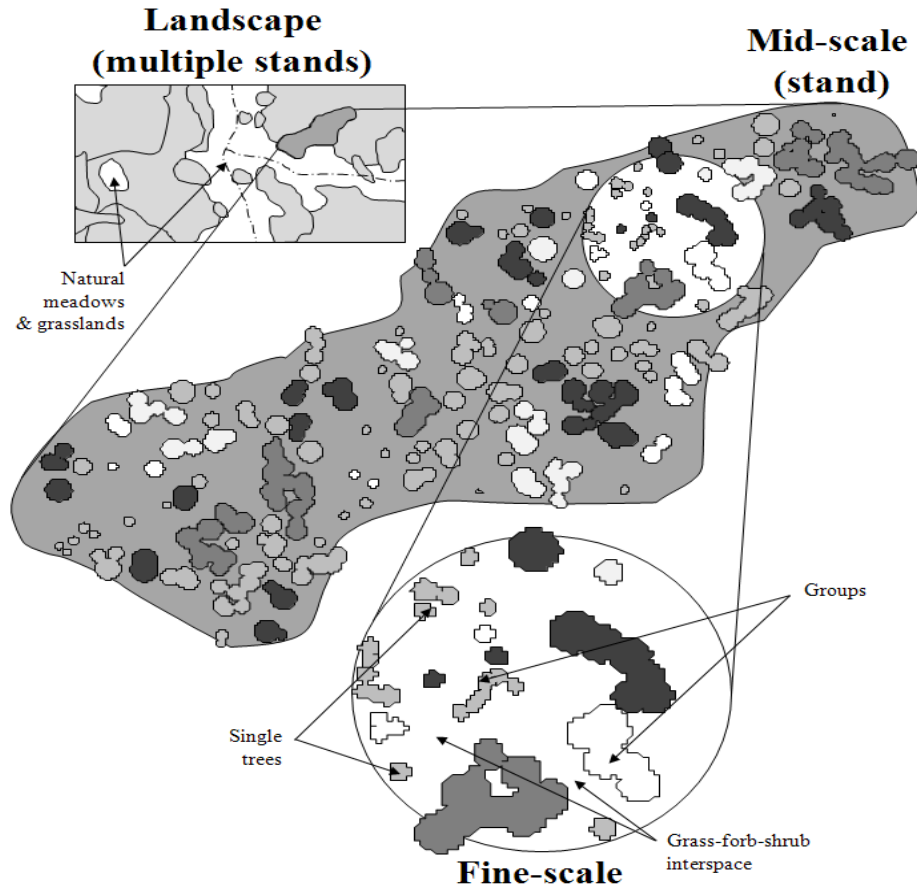 Landscape
(multiple stands)
Mid-scale
(stand)
Natural
meadows
& grasslands
Groups
Single
trees
Grass-forb-shrub
interspace
Fine-scale